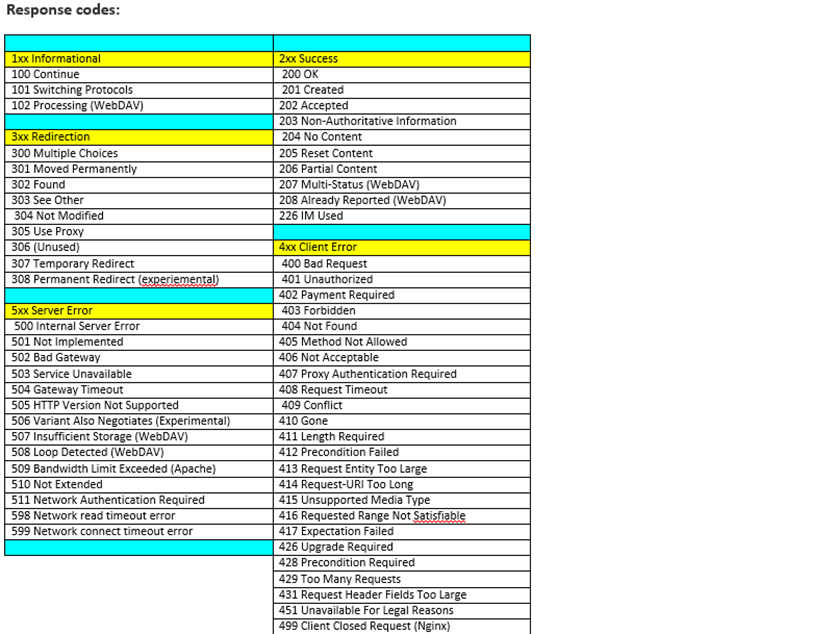 Response codes:
1xx Informational
100 Continue
101 Switching Protocols
102 Processing (WebDAV)
3xx Redirection
300 Multiple Choices
301 Moved Permanently
302 Found
303 See Other
304 Not Modified
305 Use Proxy
306 (Unused)
307 Temporary Redirect
308 Permanent Redirect (experiemental)
5xx Server Error
500 Internal Server Error
501 Not Implemented
502 Bad Gateway
503 Service Unavailable
504 Gateway Timeout
505 HTTP Version Not Supported
506 Variant Also Negotiates (Experimental)
507 Insufficient Storage (WebDAV)
508 Loop Detected (WebDAV)
509 Bandwidth Limit Exceeded (Apache)
510 Not Extended
511 Network Authentication Required
598 Network read timeout error
599 Network connect timeout error
2xx Success
200 OK
201 Created
202 Accepted
203 Non-Authoritative Information
204 No Content
205 Reset Content
206 Partial Content
207 Multi-Status (WebDAV)
208 Already Reported (WebDAV)
226 IM Used
4xx Client Error
400 Bad Request
401 Unauthorized
402 Payment Required
403 Forbidden
404 Not Found
405 Method Not Allowed
406 Not Acceptable
407 Proxy Authentication Required
408 Request Timeout
409 Conflict
410 Gone
411 Length Required
412 Precondition Failed
413 Request Entity Too Large
414 Request-URI Too Long
415 Unsupported Media Type
416 Requested Range Not Satisfiable
417 Expectation Failed
426 Upgrade Required
428 Precondition Required
429 Too Many Requests
431 Request Header Fields Too Large
451 Unavailable For Legal Reasons
499 Client Closed Request (Nginx)